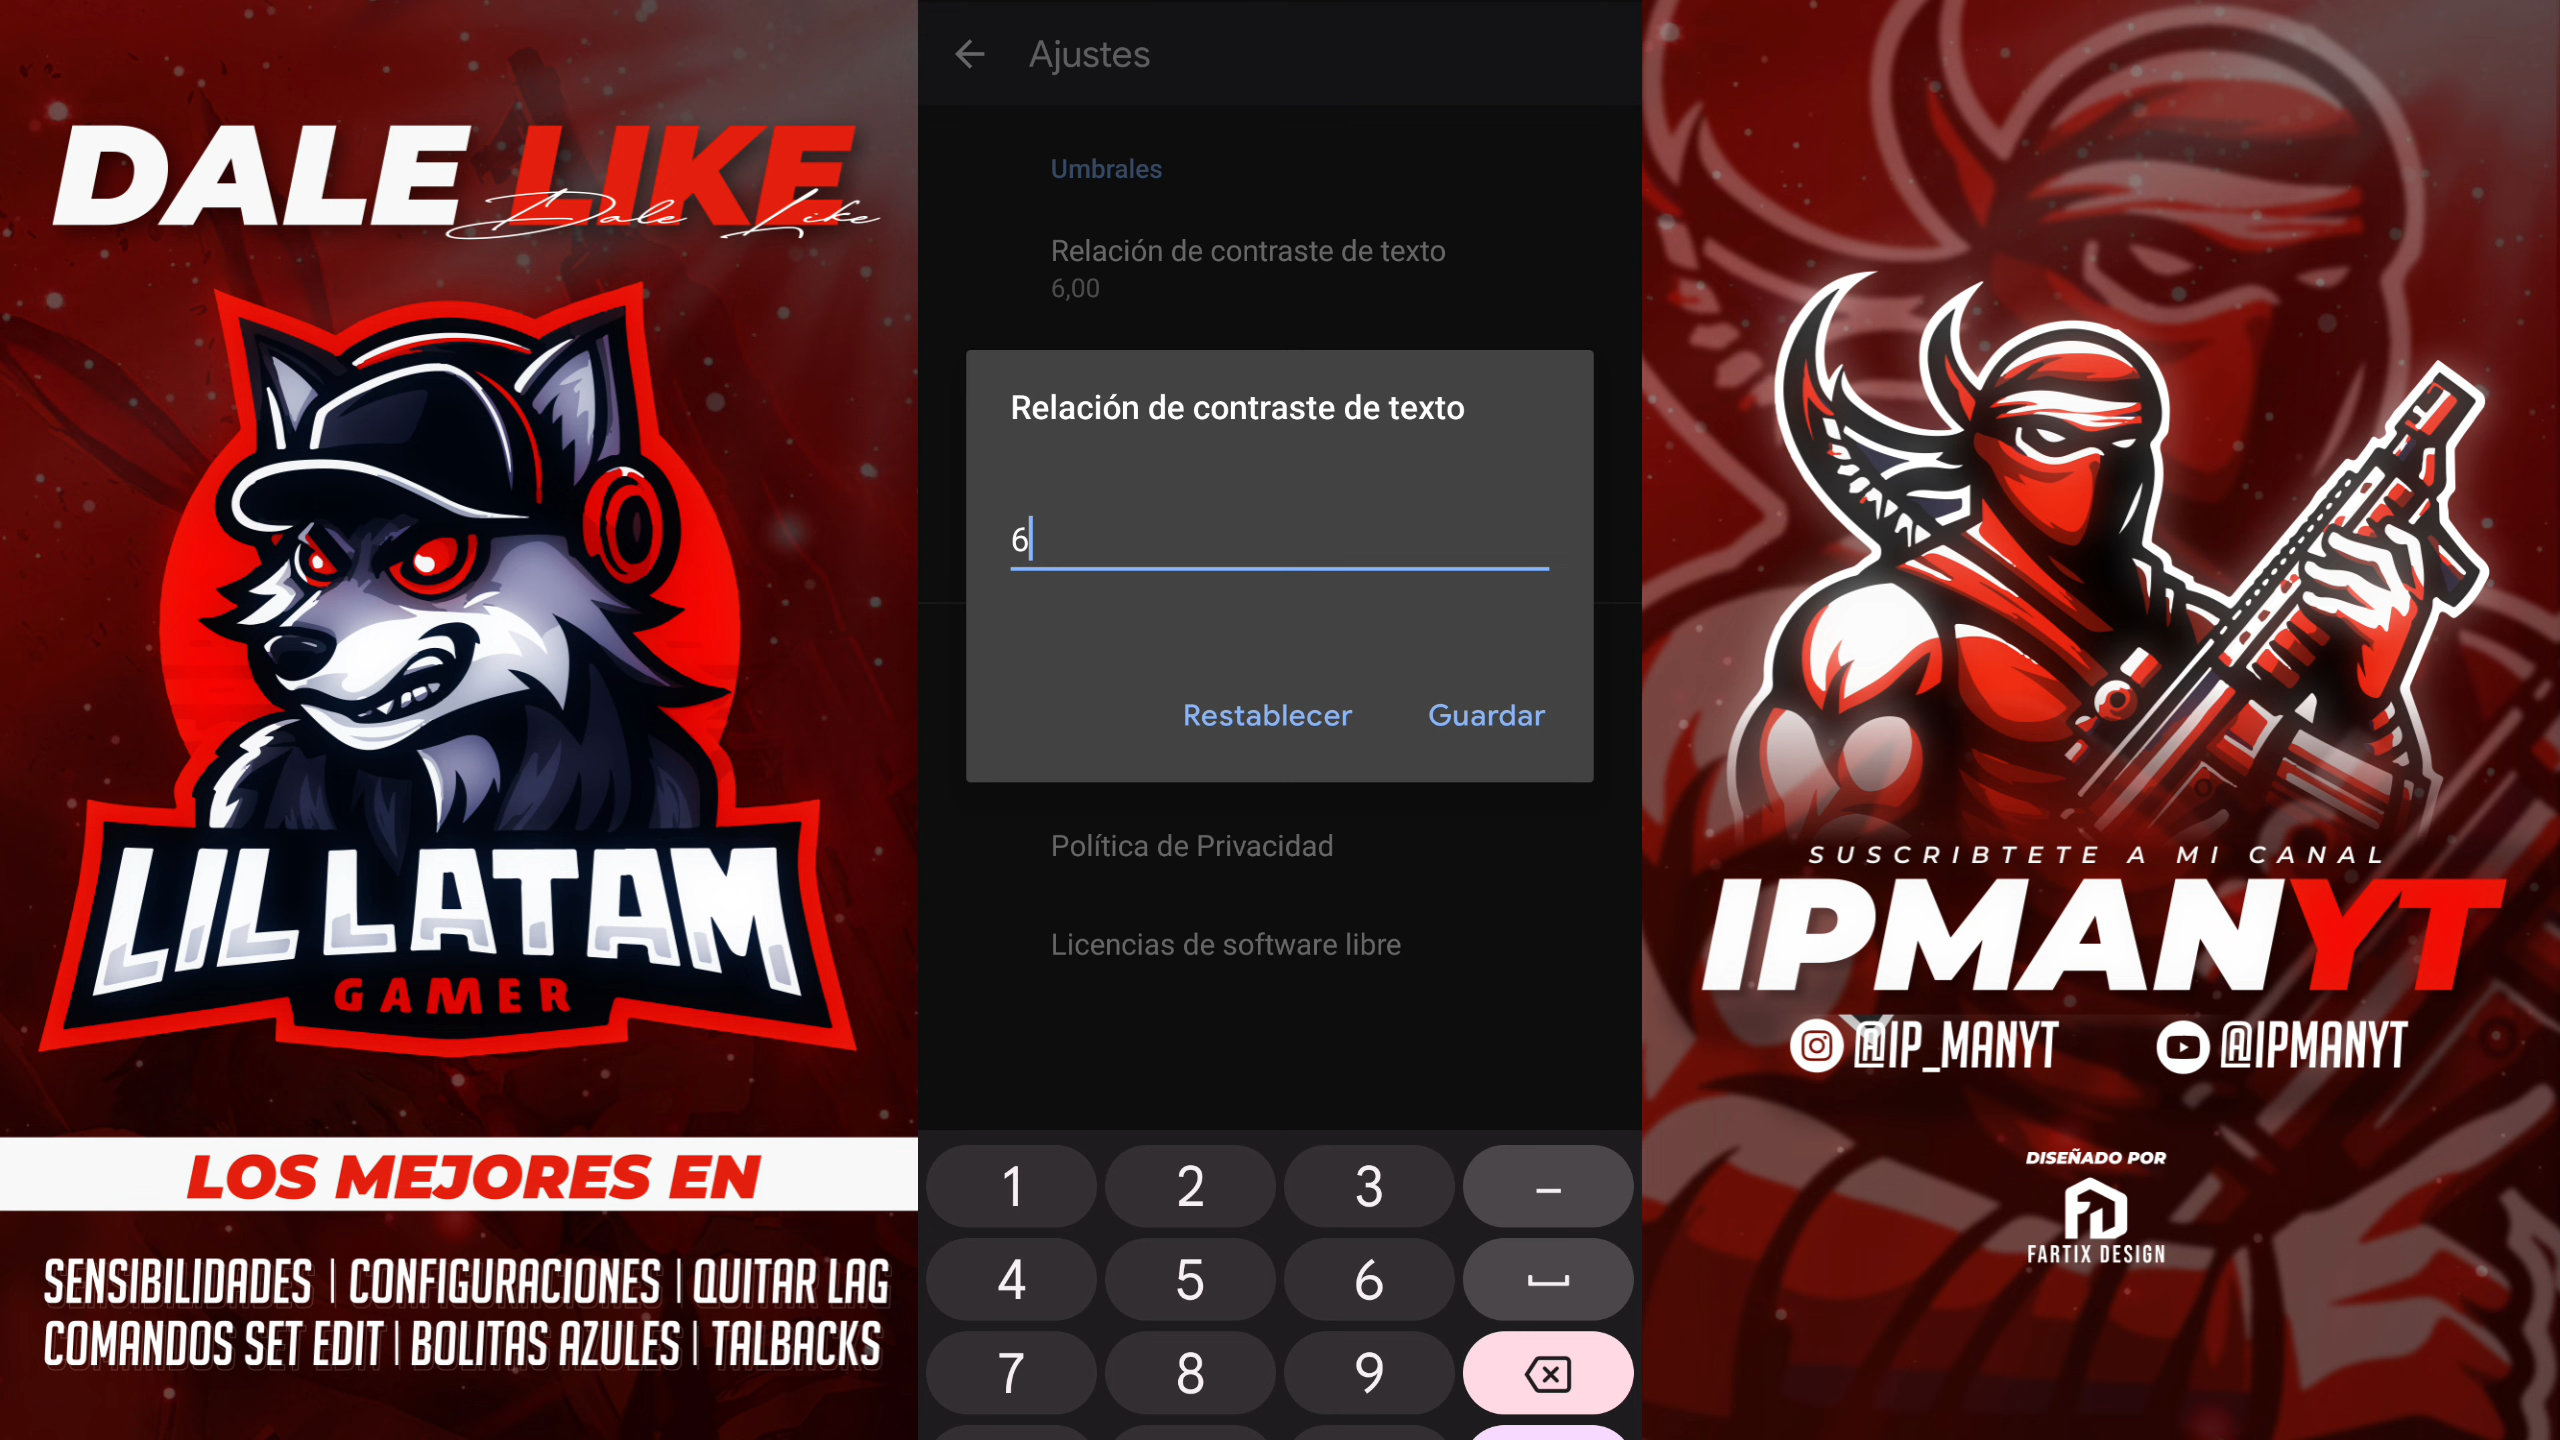 DALE LIKE
Dale Like
LIL LATAM
GAMER
LOS MEJORES EN
SENSIBILIDADES | CONFIGURACIONES | QUITAR LAG
COMANDOS SET EDIT | BOLITAS AZULES | TALBACKS
Ajustes
Umbrales
Relación de contraste de texto
6,00
Relación de contraste de texto
6
Restablecer Guardar
Política de Privacidad
Licencias de software libre
1 2 3 –
4 5 6
7 8 9
SUSCRIBTETE A MI CANAL
IPMANYT
@IP_MANYT @IPMANYT
DISEÑADO POR
FARTIX DESIGN